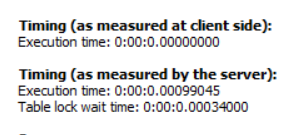 Timing (as measured at client side):
Execution time: 0:00:0.00000000
Timing (as measured by the server):
Execution time: 0:00:0.00099045
Table lock wait time: 0:00:0.00034000